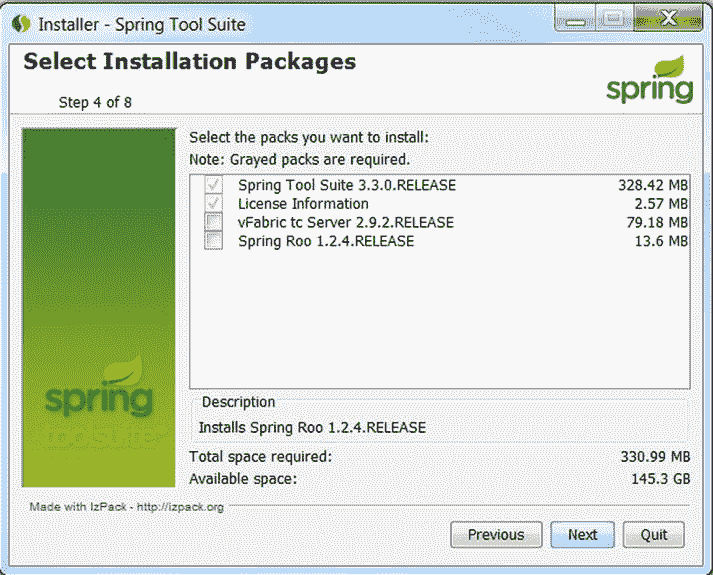 Installer - Spring Tool Suite
Select Installation Packages
Step 4 of 8
spring
Select the packs you want to install:
Note: Grayed packs are required.
Spring Tool Suite 3.3.0.RELEASE 328.42 MB
License Information 2.57 MB
vFabric tc Server 2.9.2.RELEASE 79.18 MB
Spring Roo 1.2.4.RELEASE 13.6 MB
spring
toolsuite
Description
Installs Spring Roo 1.2.4.RELEASE
Total space required: 330.99 MB
Available space: 145.3 GB
Made with IzPack - http://izpack.org
Previous Next Quit